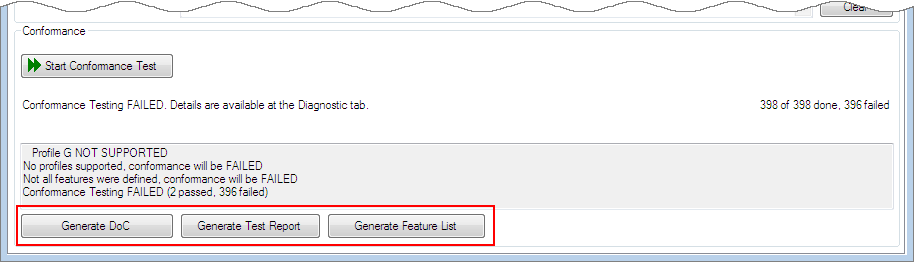 Clear
Conformance
Start Conformance Test
Conformance Testing FAILED. Details are available at the Diagnostic tab.
398 of 398 done, 396 failed
Profile G NOT SUPPORTED
No profiles supported, conformance will be FAILED
Not all features were defined, conformance will be FAILED
Conformance Testing FAILED (2 passed, 396 failed)
Generate DoC
Generate Test Report
Generate Feature List